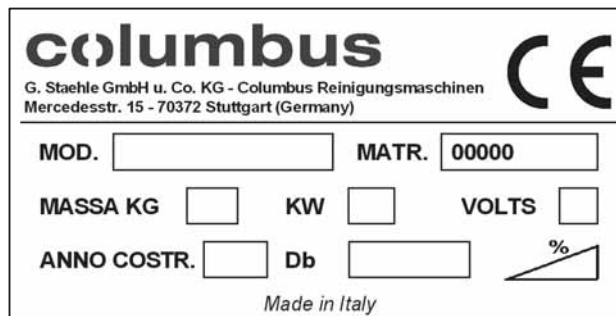 columbus
CE
G. Staehle GmbH u. Co. KG - Columbus Reinigungsmaschinen
Mercedesstr. 15 - 70372 Stuttgart (Germany)
MOD. MATR. 00000
MASSA KG KW VOLTS
ANNO COSTR. Db %
Made in Italy